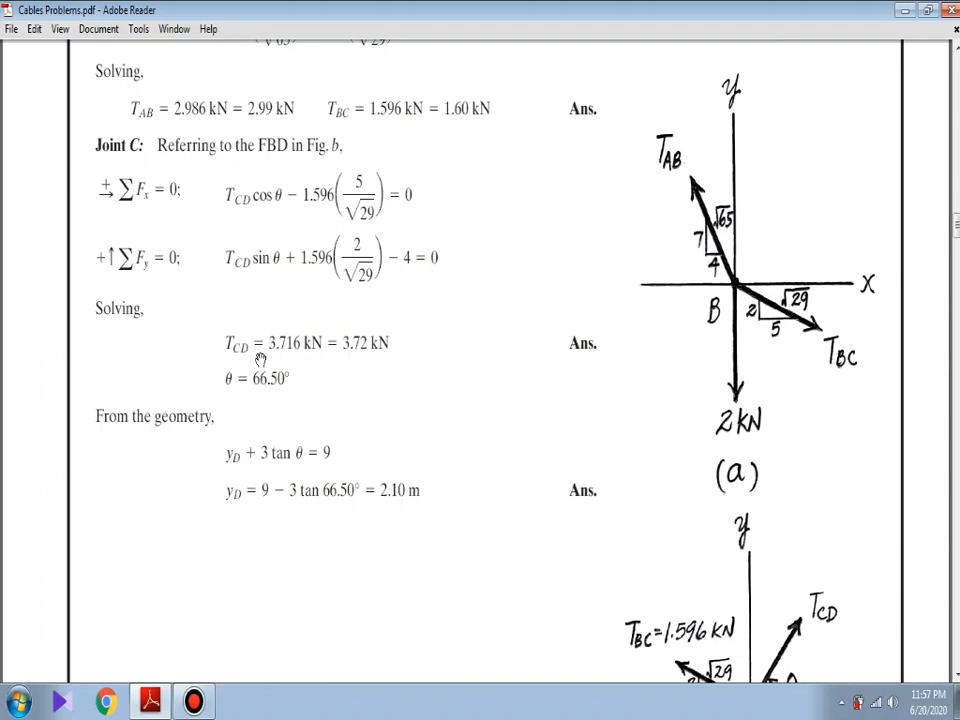 Cables Problems.pdf - Adobe Reader
File Edit View Document Tools Window Help
Solving,
T_AB = 2.986 kN = 2.99 kN T_BC = 1.596 kN = 1.60 kN Ans.
Joint C: Referring to the FBD in Fig. b,
+→ ∑F_x = 0; T_CD cos θ − 1.596(5/√29) = 0
+↑∑F_y = 0; T_CD sin θ + 1.596(2/√29) − 4 = 0
Solving,
T_CD = 3.716 kN = 3.72 kN Ans.
θ = 66.50°
From the geometry,
y_D + 3 tan θ = 9
y_D = 9 − 3 tan 66.50° = 2.10 m Ans.
y
T_AB
√65
7
4
x
B
2
√29
5
T_BC
2 kN
(a)
y
T_CD
T_BC=1.596 kN
√29
11:57 PM
6/20/2020